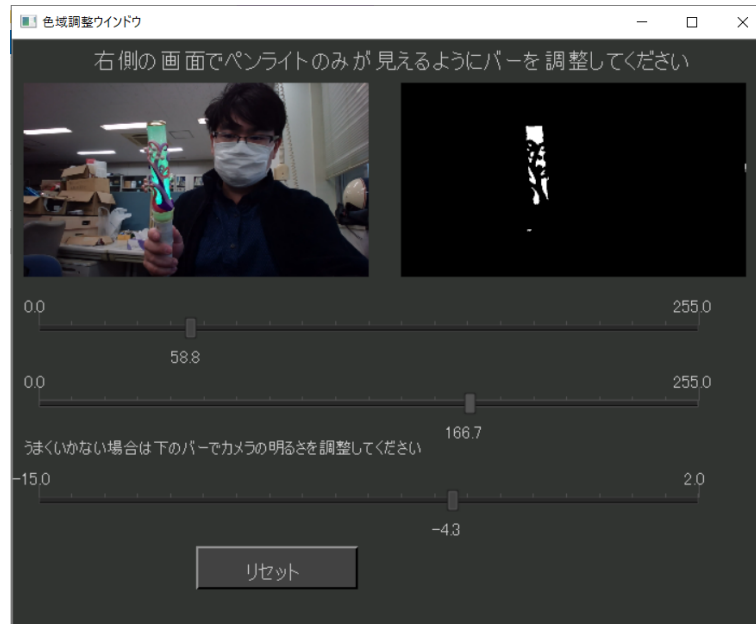 色域調整ウインドウ
右側の画面でペンライトのみが見えるようにバーを調整してください
0.0 255.0
58.8
0.0 255.0
166.7
うまくいかない場合は下のバーでカメラの明るさを調整してください
-15.0 2.0
-4.3
リセット